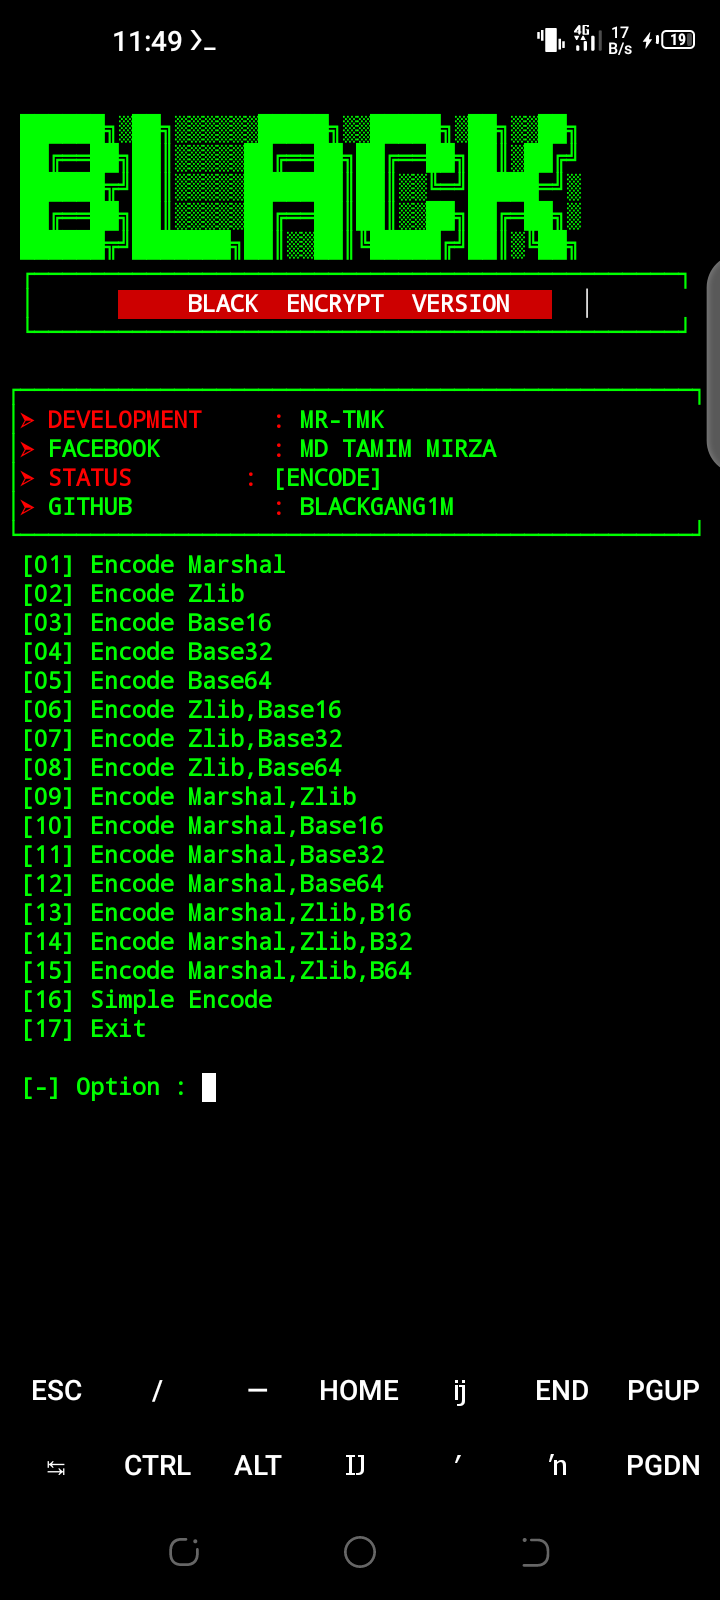 11:49 4G 17 B/s 19
BLACK
BLACK ENCRYPT VERSION
➤ DEVELOPMENT : MR-TMK
➤ FACEBOOK : MD TAMIM MIRZA
➤ STATUS : [ENCODE]
➤ GITHUB : BLACKGANG1M
[01] Encode Marshal
[02] Encode Zlib
[03] Encode Base16
[04] Encode Base32
[05] Encode Base64
[06] Encode Zlib,Base16
[07] Encode Zlib,Base32
[08] Encode Zlib,Base64
[09] Encode Marshal,Zlib
[10] Encode Marshal,Base16
[11] Encode Marshal,Base32
[12] Encode Marshal,Base64
[13] Encode Marshal,Zlib,B16
[14] Encode Marshal,Zlib,B32
[15] Encode Marshal,Zlib,B64
[16] Simple Encode
[17] Exit
[-] Option :
ESC / — HOME ĳ END PGUP
↹ CTRL ALT Ĳ ʹ ŉ PGDN